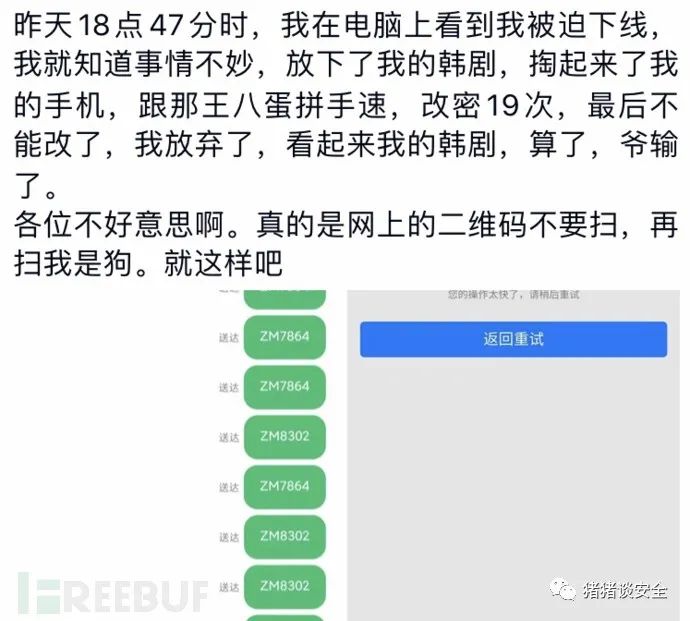 昨天18点47分时，我在电脑上看到我被迫下线，
我就知道事情不妙，放下了我的韩剧，掏起来了我
的手机，跟那王八蛋拼手速，改密19次，最后不
能改了，我放弃了，看起来我的韩剧，算了，爷输
了。
各位不好意思啊。真的是网上的二维码不要扫，再
扫我是狗。就这样吧
您的操作太快了，请稍后重试
返回重试
送达 ZM7864
送达 ZM7864
送达 ZM8302
送达 ZM7864
送达 ZM8302
送达 ZM8302
FREEBUF
猪猪谈安全